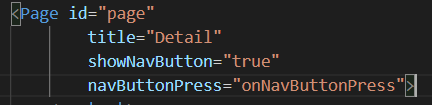 <Page id="page"
title="Detail"
showNavButton="true"
navButtonPress="onNavButtonPress">